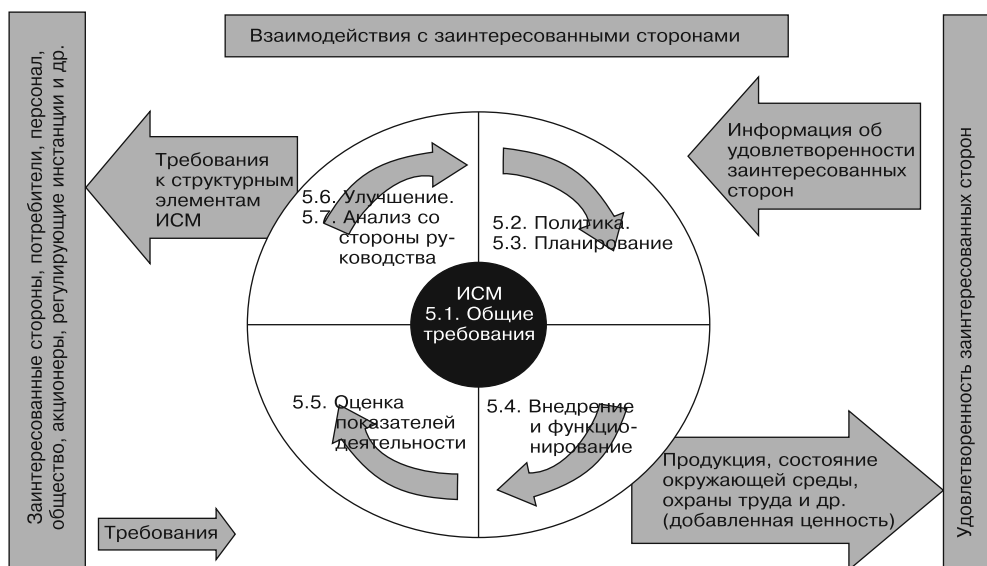 Взаимодействия с заинтересованными сторонами
Заинтересованные стороны, потребители, персонал,
общество, акционеры, регулирующие инстанции и др.
Требования
к структурным
элементам
ИСМ
5.6. Улучшение.
5.7. Анализ со
стороны ру-
ководства
5.2. Политика.
5.3. Планирование
Информация об
удовлетворенности
заинтересованных
сторон
ИСМ
5.1. Общие
требования
5.5. Оценка
показателей
деятельности
5.4. Внедрение
и функцио-
нирование
Продукция, состояние
окружающей среды,
охраны труда и др.
(добавленная ценность)
Требования
Удовлетворенность заинтересованных сторон